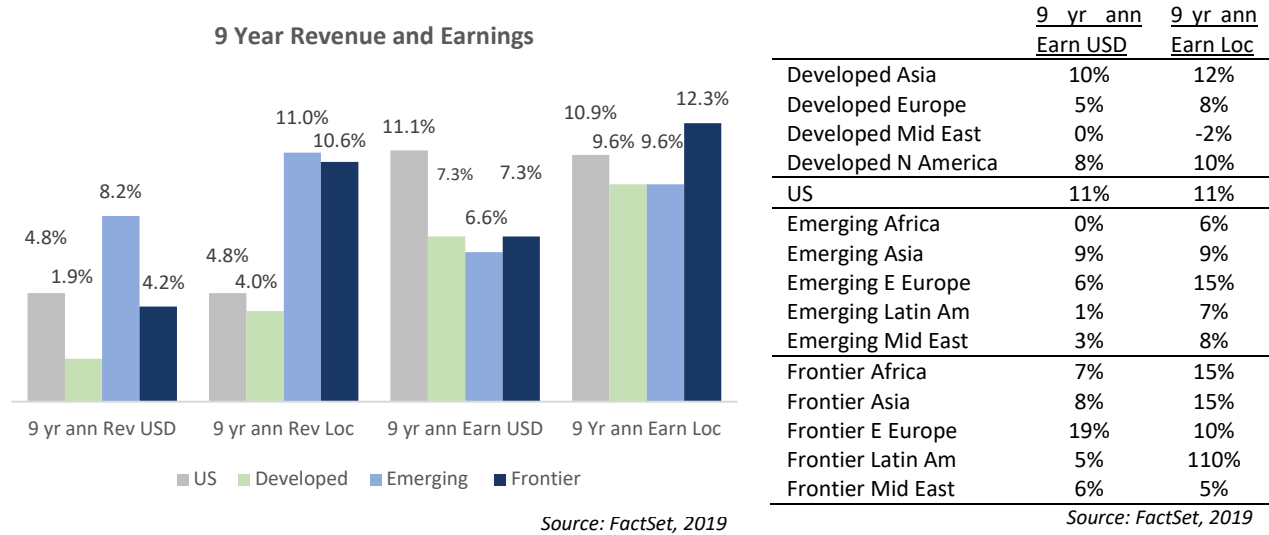 9 Year Revenue and Earnings
4.8%
1.9%
8.2%
4.2%
4.8%
4.0%
11.0%
10.6%
11.1%
7.3%
6.6%
7.3%
10.9%
9.6%
9.6%
12.3%
9 yr ann Rev USD
9 yr ann Rev Loc
9 yr ann Earn USD
9 Yr ann Earn Loc
US Developed Emerging Frontier
Source: FactSet, 2019
9 yr ann 9 yr ann
Earn USD Earn Loc
Developed Asia 10% 12%
Developed Europe 5% 8%
Developed Mid East 0% -2%
Developed N America 8% 10%
US 11% 11%
Emerging Africa 0% 6%
Emerging Asia 9% 9%
Emerging E Europe 6% 15%
Emerging Latin Am 1% 7%
Emerging Mid East 3% 8%
Frontier Africa 7% 15%
Frontier Asia 8% 15%
Frontier E Europe 19% 10%
Frontier Latin Am 5% 110%
Frontier Mid East 6% 5%
Source: FactSet, 2019